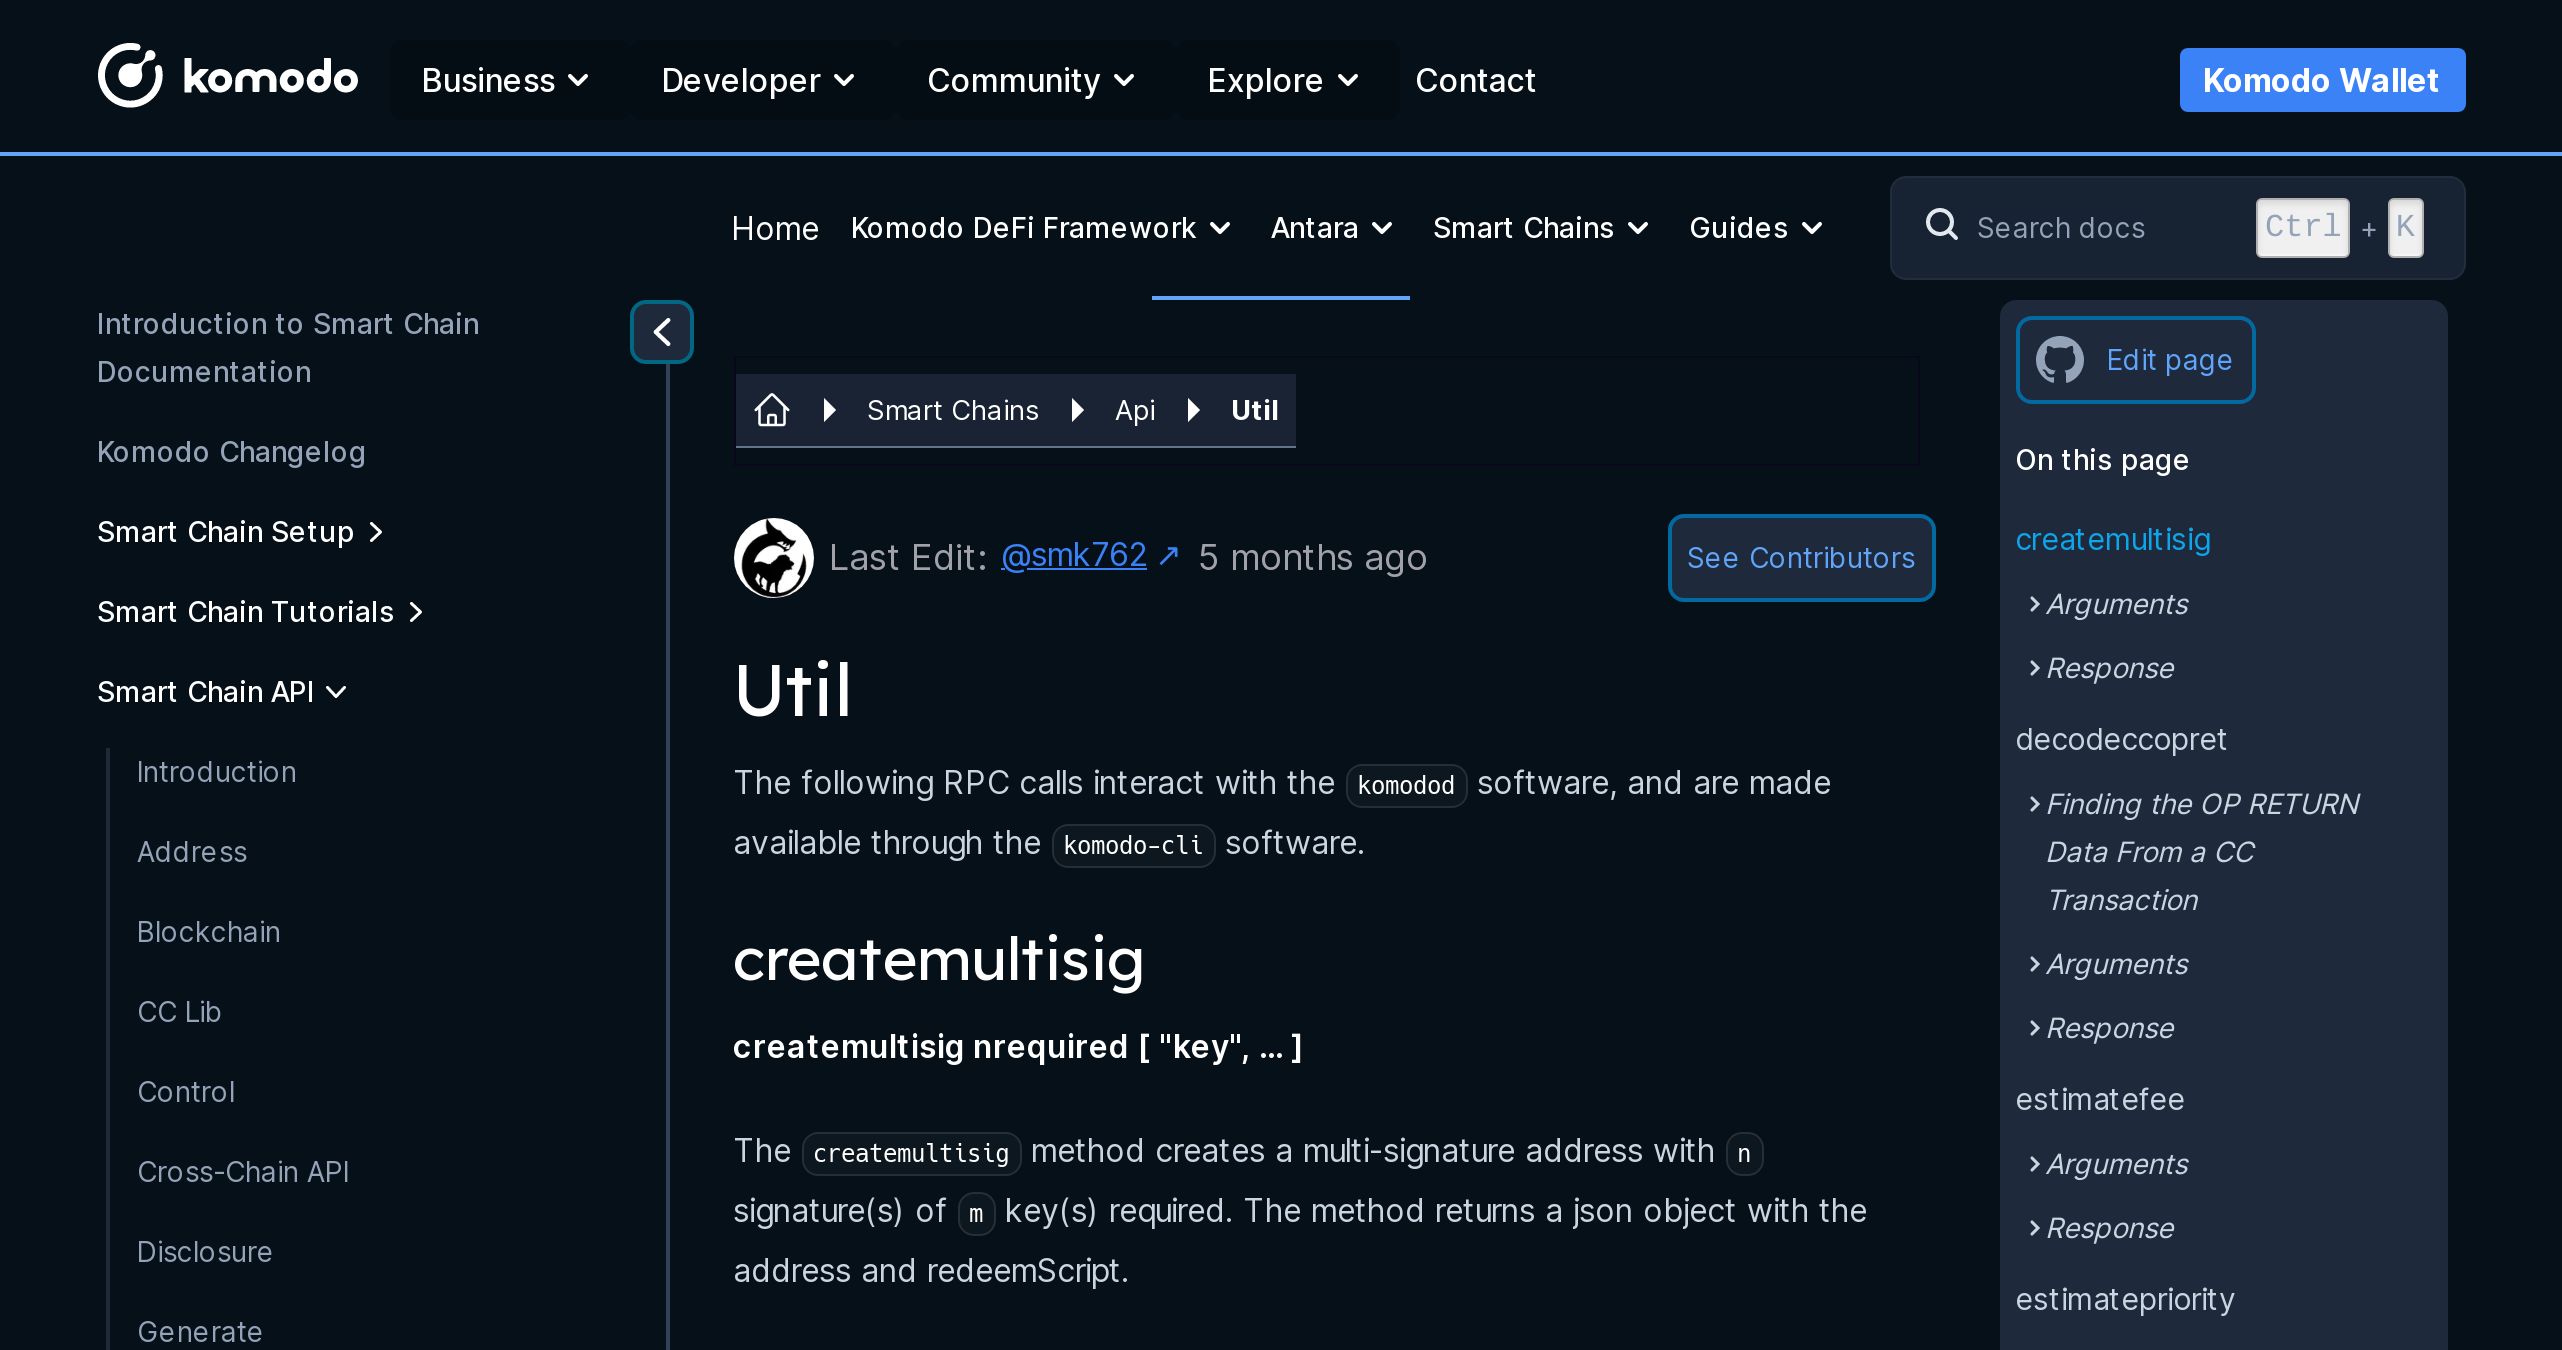 komodo
Business
Developer
Community
Explore
Contact
Komodo Wallet
Home
Komodo DeFi Framework
Antara
Smart Chains
Guides
Search docs
Ctrl + K
Introduction to Smart Chain
Documentation
Komodo Changelog
Smart Chain Setup
Smart Chain Tutorials
Smart Chain API
Introduction
Address
Blockchain
CC Lib
Control
Cross-Chain API
Disclosure
Generate
Smart Chains
Api
Util
Last Edit: @smk762 ↗ 5 months ago
See Contributors
Util
The following RPC calls interact with the komodod software, and are made
available through the komodo-cli software.
createmultisig
createmultisig nrequired [ "key", ... ]
The createmultisig method creates a multi-signature address with n
signature(s) of m key(s) required. The method returns a json object with the
address and redeemScript.
Edit page
On this page
createmultisig
Arguments
Response
decodeccopret
Finding the OP RETURN
Data From a CC
Transaction
Arguments
Response
estimatefee
Arguments
Response
estimatepriority